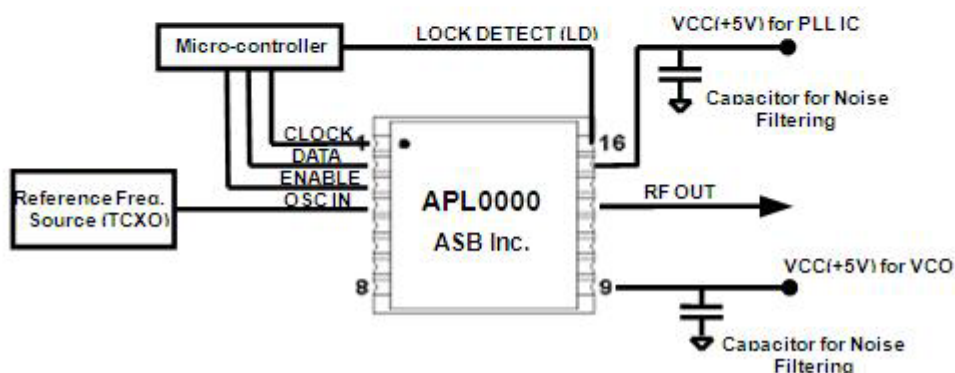 Micro-controller
LOCK DETECT (LD)
VCC(+5V) for PLL IC
Capacitor for Noise
Filtering
CLOCK
1
16
DATA
ENABLE
OSC IN
Reference Freq.
Source (TCXO)
APL0000
ASB Inc.
RF OUT
8
9
VCC(+5V) for VCO
Capacitor for Noise
Filtering